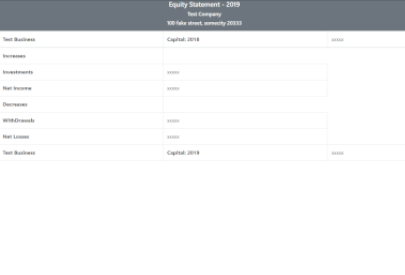 Equity Statement - 2019
Test Company
100 fake street, somecity 20333
Test Business Capital: 2018 xxxxx
Increases
Investments xxxxx
Net Income xxxxx
Decreases
WithDrawals xxxxx
Net Losses xxxxx
Test Business Capital: 2019 xxxxx